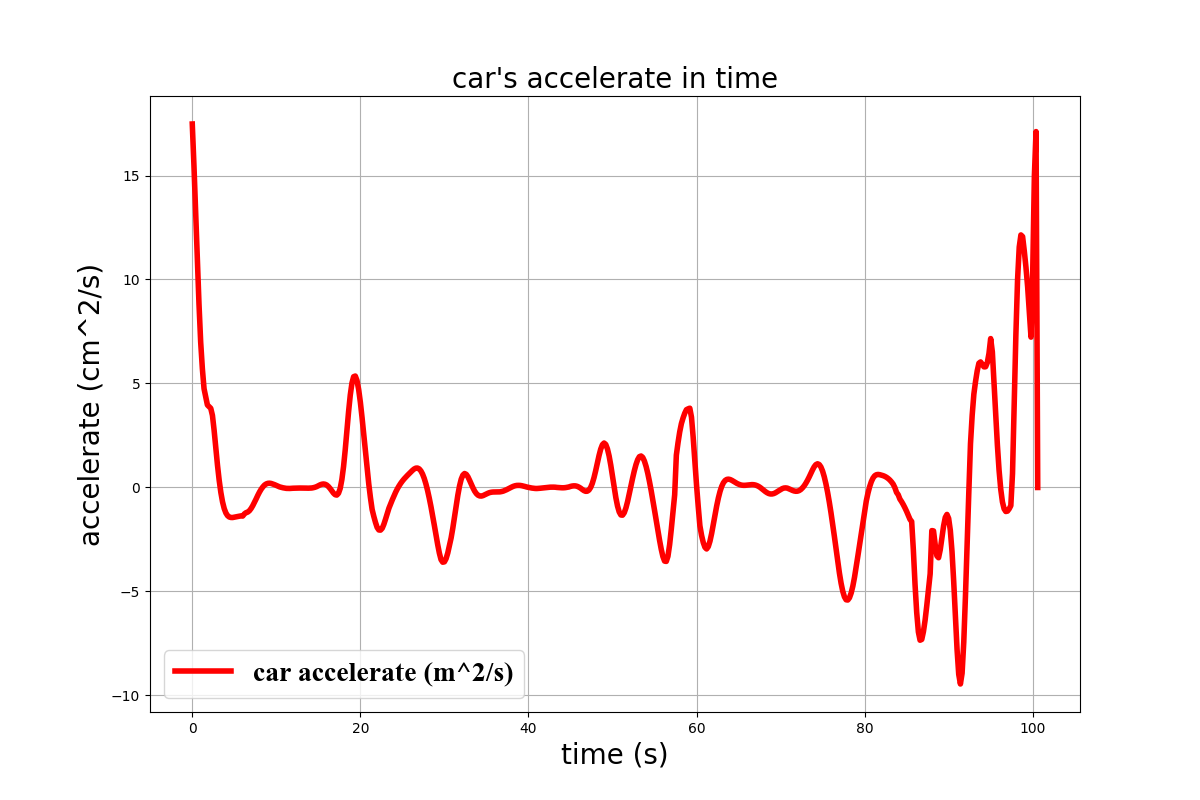 car's accelerate in time
accelerate (cm^2/s)
15
10
5
0
−5
−10
car accelerate (m^2/s)
0 20 40 60 80 100
time (s)